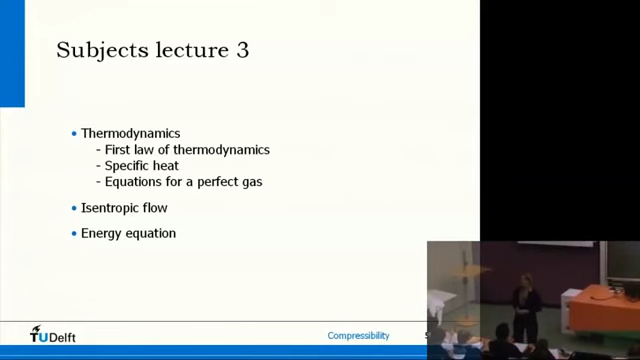 Subjects lecture 3
• Thermodynamics
- First law of thermodynamics
- Specific heat
- Equations for a perfect gas
• Isentropic flow
• Energy equation
TUDelft
Compressibility